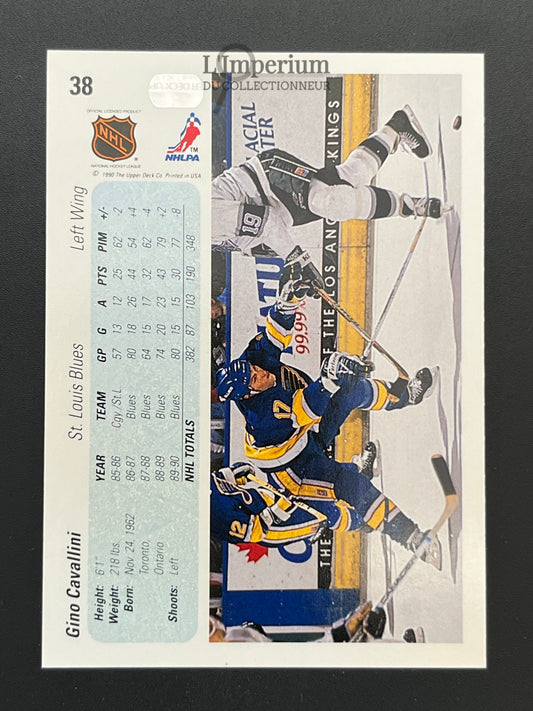 L'Imperium
DU COLLECTIONNEUR
38
OFFICIAL LICENSED PRODUCT
NHL
NATIONAL HOCKEY LEAGUE
NHLPA
TM
© 1990 The Upper Deck Co. Printed in USA
Gino Cavallini St. Louis Blues Left Wing
Height: 6'1"
Weight: 218 lbs.
Born: Nov. 24, 1962
Toronto,
Ontario
Shoots: Left
YEAR TEAM GP G A PTS PIM +/-
85-86 Cgy./St.L 57 13 12 25 62 -2
86-87 Blues 80 18 26 44 54 +4
87-88 Blues 64 15 17 32 62 -4
88-89 Blues 74 20 23 43 79 +2
89-90 Blues 80 15 15 30 77 -8
NHL TOTALS 382 87 103 190 348
12
17
19
99.99
THE
OF THE LOS ANG
KINGS